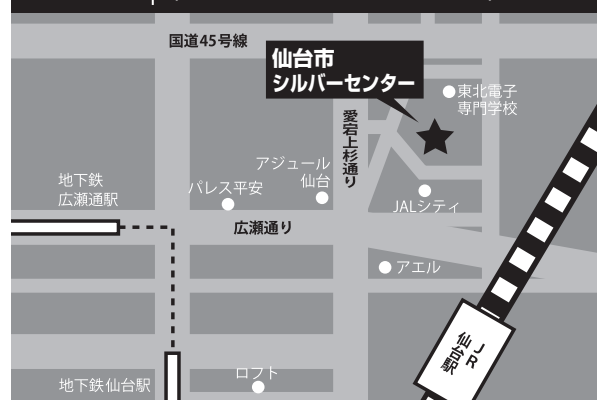 国道45号線
仙台市
シルバーセンター
東北電子
専門学校
愛宕上杉通り
アジュール
仙台
パレス平安
JALシティ
地下鉄
広瀬通駅
広瀬通り
アエル
JR
仙台駅
ロフト
地下鉄仙台駅